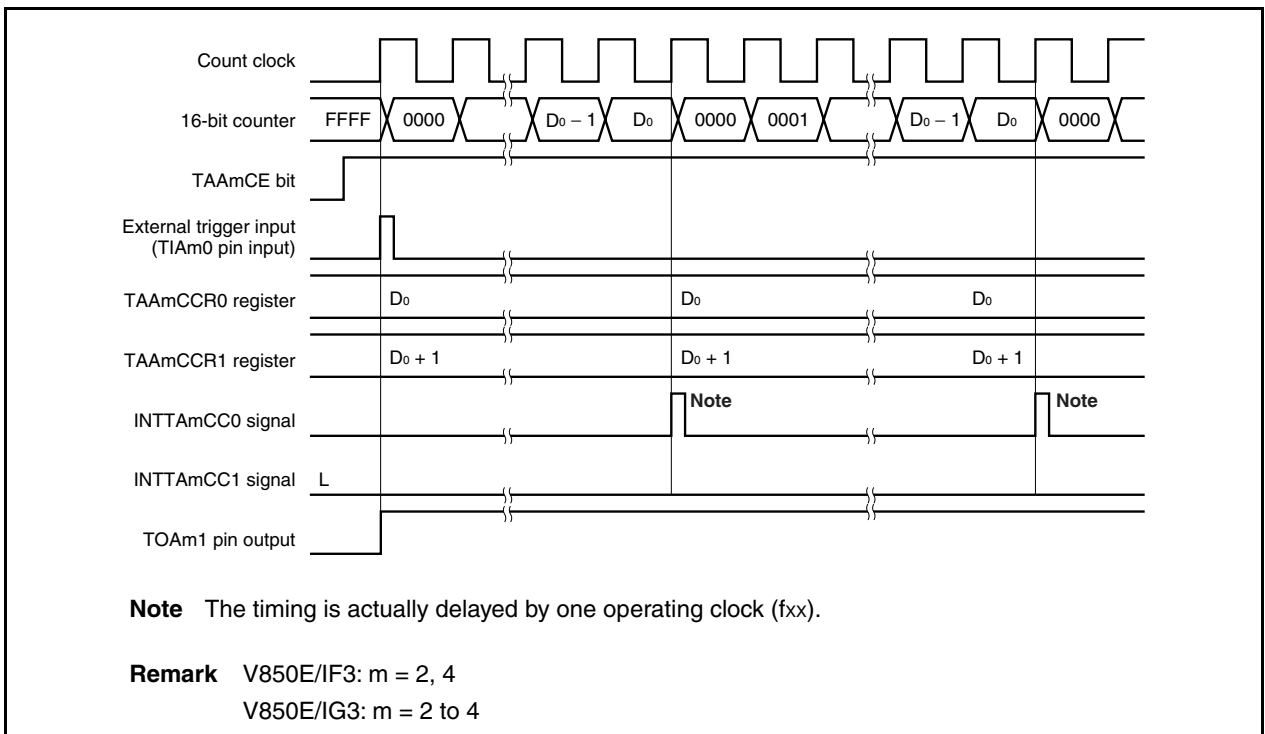 Count clock
16-bit counter FFFF 0000 D0 − 1 D0 0000 0001 D0 − 1 D0 0000
TAAmCE bit
External trigger input
(TIAm0 pin input)
TAAmCCR0 register D0 D0 D0
TAAmCCR1 register D0 + 1 D0 + 1 D0 + 1
INTTAmCC0 signal Note Note
INTTAmCC1 signal L
TOAm1 pin output
Note The timing is actually delayed by one operating clock (fxx).
Remark V850E/IF3: m = 2, 4
V850E/IG3: m = 2 to 4